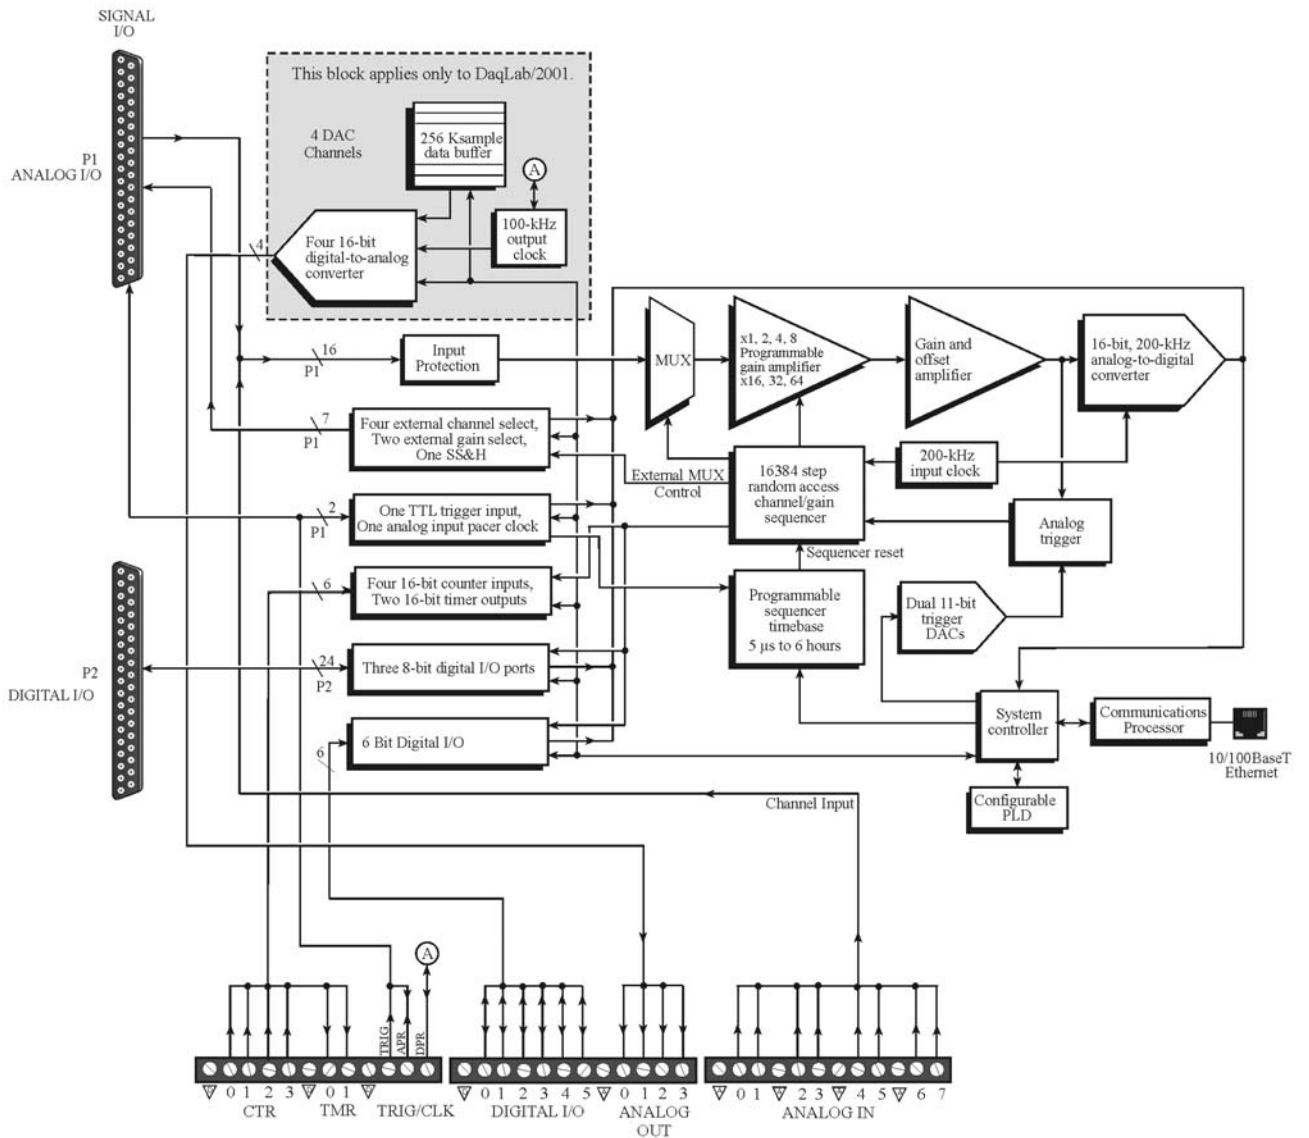 SIGNAL
I/O
P1
ANALOG I/O
This block applies only to DaqLab/2001.
4 DAC
Channels
256 Ksample
data buffer
A
100-kHz
output
clock
Four 16-bit
digital-to-analog
converter
4
16
P1
Input
Protection
MUX
x1, 2, 4, 8
Programmable
gain amplifier
x16, 32, 64
Gain and
offset
amplifier
16-bit, 200-kHz
analog-to-digital
converter
7
P1
Four external channel select,
Two external gain select,
One SS&H
External MUX
Control
16384 step
random access
channel/gain
sequencer
200-kHz
input clock
2
P1
One TTL trigger input,
One analog input pacer clock
Analog
trigger
Sequencer reset
6
Four 16-bit counter inputs,
Two 16-bit timer outputs
Programmable
sequencer
timebase
5 µs to 6 hours
Dual 11-bit
trigger
DACs
P2
DIGITAL I/O
24
P2
Three 8-bit digital I/O ports
6
6 Bit Digital I/O
System
controller
Communications
Processor
10/100BaseT
Ethernet
Configurable
PLD
Channel Input
A
TRIG
APR
DPR
0 1 2 3 0 1
CTR TMR TRIG/CLK
0 1 2 3 4 5
DIGITAL I/O
0 1 2 3
ANALOG
OUT
0 1 2 3 4 5 6 7
ANALOG IN